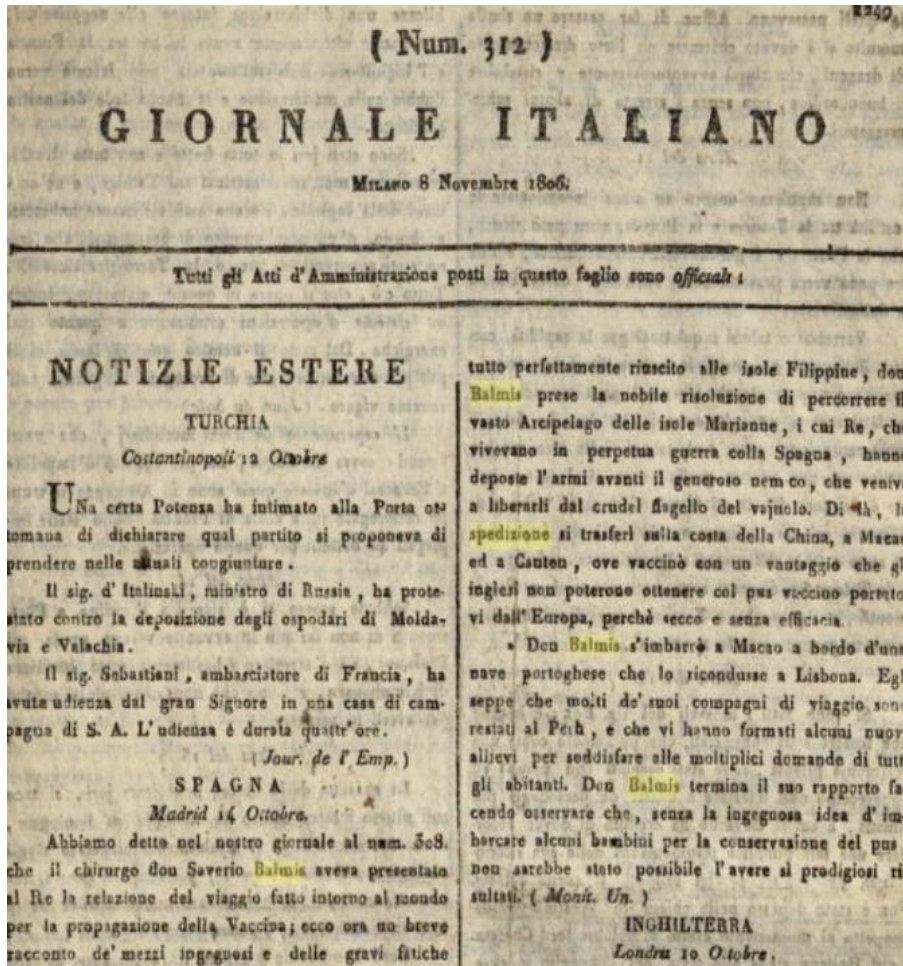 1249
( Num. 312 )
GIORNALE ITALIANO
MILANO 8 Novembre 1806.
Tutti gli Atti d'Amministrazione posti in questo foglio sono officiali :
NOTIZIE ESTERE
TURCHIA
Costantinopoli 12 Ottobre
UNa certa Potenza ha intimato alla Porta ot-
tomana di dichiarare qual partito si proponeva di
prendere nelle attuali congiunture .
Il sig. d' Italinski, ministro di Russia , ha prote-
stato contro la deposizione degli ospodari di Molda-
via e Valachia .
Il sig. Sebastiani , ambasciatore di Francia , ha
avuta udienza dal gran Signore in una casa di cam-
pagna di S. A. L'udienza è durata quattr'ore.
( Jour. de l'Emp. )
SPAGNA
Madrid 14 Ottobre.
Abbiamo detto nel nostro giornale al num. 308.
che il chirurgo don Saverio Balmis aveva presentato
al Re la relazione del viaggio fatto intorno al mondo
per la propagazione della Vaccina; ecco ora un breve
racconto de' mezzi ingegnosi e delle gravi fatiche
tutto perfettamente riuscito alle isole Filippine , don
Balmis prese la nobile risoluzione di percorrere il
vasto Arcipelago delle isole Marianne , i cui Re, che
vivevano in perpetua guerra colla Spagna , hanno
deposte l'armi avanti il generoso nemico, che veniva
a liberarli dal crudel flagello del vajuolo. Di là, la
spedizione si trasferì sulla costa della China, a Macao
ed a Canton , ove vaccinò con un vantaggio che gl
inglesi non poterono ottenere col pus vaccino portato
vi dall'Europa, perchè secco e senza efficacia
" Don Balmis s'imbarcò a Macao a bordo d'una
nave portoghese che lo ricondusse a Lisbona. Egli
seppe che molti de' suoi compagni di viaggio sono
restati al Perù , e che vi hanno formati alcuni nuovi
allievi per soddisfare alle moltiplici domande di tutti
gli abitanti. Don Balmis termina il suo rapporto fa
cendo osservare che , senza la ingegnosa idea d' im
barcare alcuni bambini per la conservazione del pus
non sarebbe stato possibile l'avere sì prodigiosi ri
sultati. ( Monit. Un. )
INGHILTERRA
Londra 10 Ottobre .